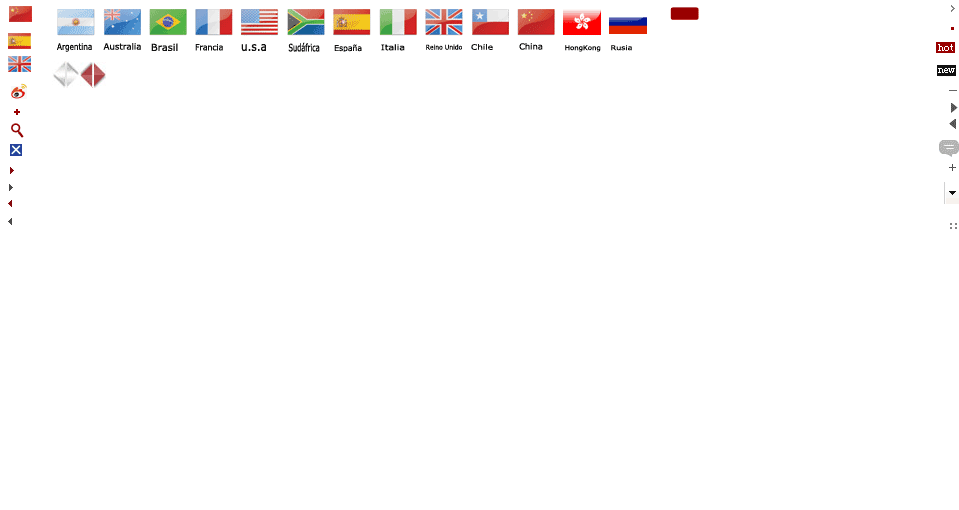 Argentina Australia Brasil Francia u.s.a Sudáfrica España Italia Reino Unido Chile China HongKong Rusia
hot
new